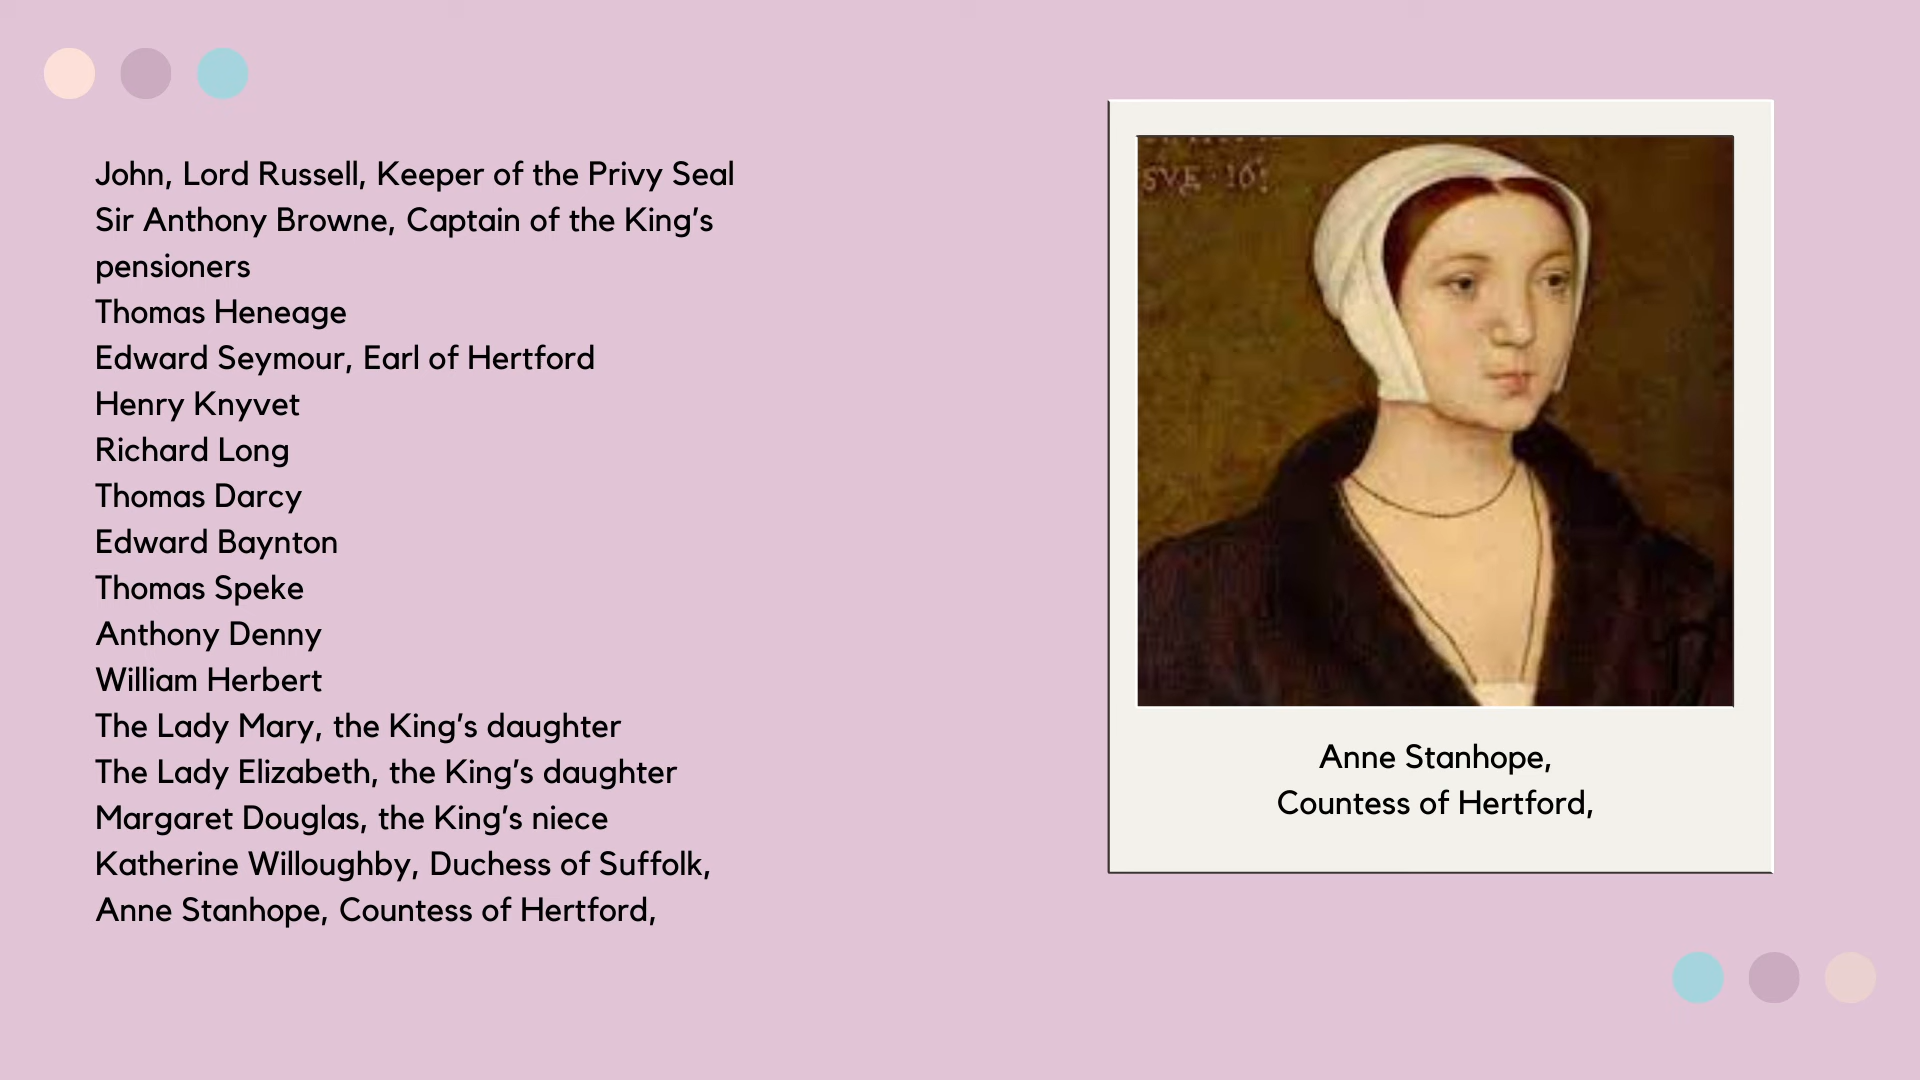 John, Lord Russell, Keeper of the Privy Seal
Sir Anthony Browne, Captain of the King’s
pensioners
Thomas Heneage
Edward Seymour, Earl of Hertford
Henry Knyvet
Richard Long
Thomas Darcy
Edward Baynton
Thomas Speke
Anthony Denny
William Herbert
The Lady Mary, the King’s daughter
The Lady Elizabeth, the King’s daughter
Margaret Douglas, the King’s niece
Katherine Willoughby, Duchess of Suffolk,
Anne Stanhope, Countess of Hertford,
Anne Stanhope,
Countess of Hertford,